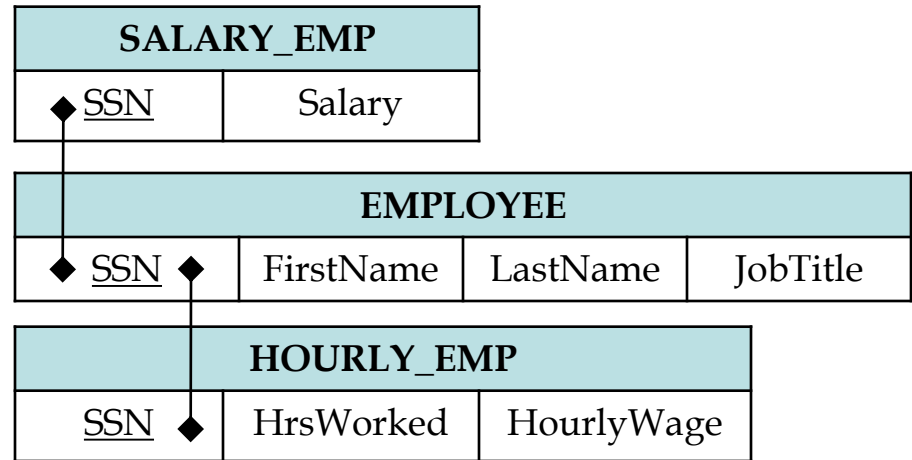 SALARY_EMP
SSN Salary
EMPLOYEE
SSN FirstName LastName JobTitle
HOURLY_EMP
SSN HrsWorked HourlyWage